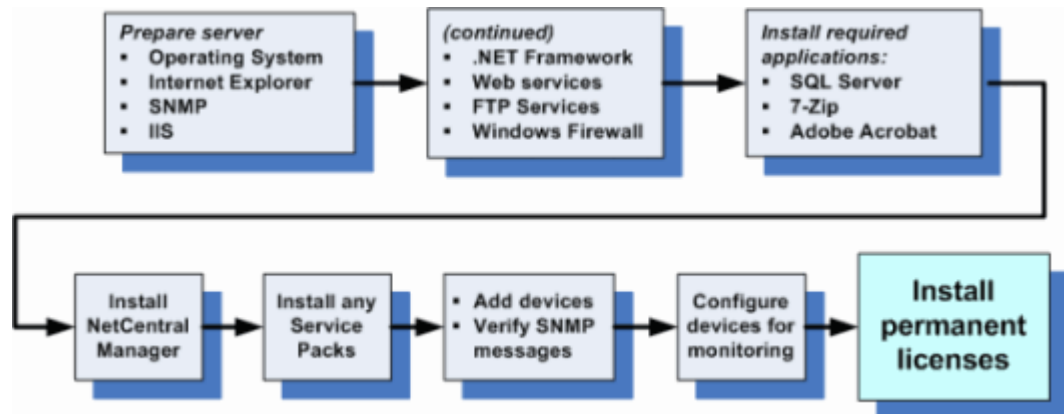 Prepare server
▪ Operating System
▪ Internet Explorer
▪ SNMP
▪ IIS
(continued)
▪ .NET Framework
▪ Web services
▪ FTP Services
▪ Windows Firewall
Install required
applications:
▪ SQL Server
▪ 7-Zip
▪ Adobe Acrobat
Install
NetCentral
Manager
Install any
Service
Packs
▪ Add devices
▪ Verify SNMP
messages
Configure
devices for
monitoring
Install
permanent
licenses